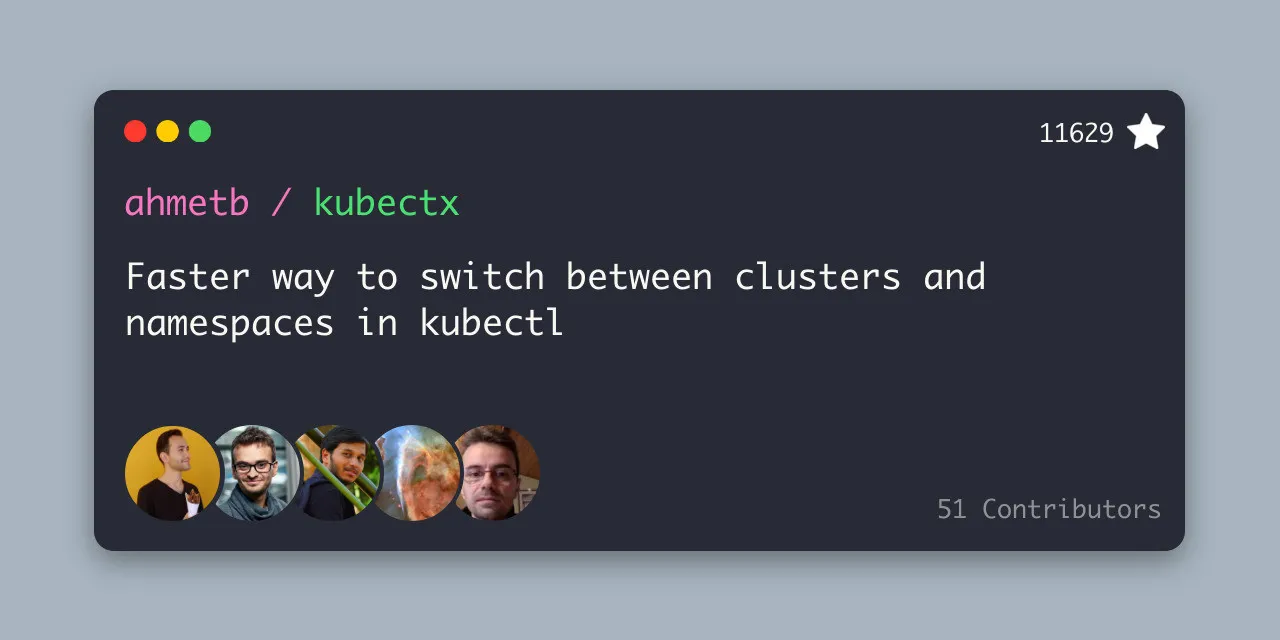 11629
ahmetb / kubectx
Faster way to switch between clusters and
namespaces in kubectl
51 Contributors